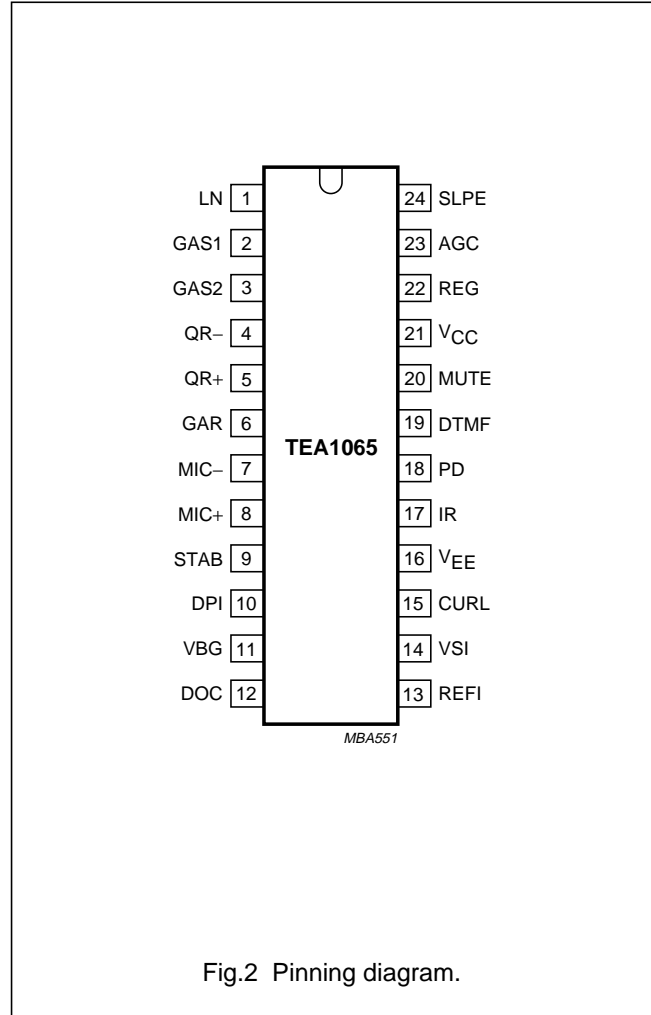 LN 1 24 SLPE
GAS1 2 23 AGC
GAS2 3 22 REG
QR− 4 21 VCC
QR+ 5 20 MUTE
GAR 6 19 DTMF
TEA1065
MIC− 7 18 PD
MIC+ 8 17 IR
STAB 9 16 VEE
DPI 10 15 CURL
VBG 11 14 VSI
DOC 12 13 REFI
MBA551
Fig.2 Pinning diagram.